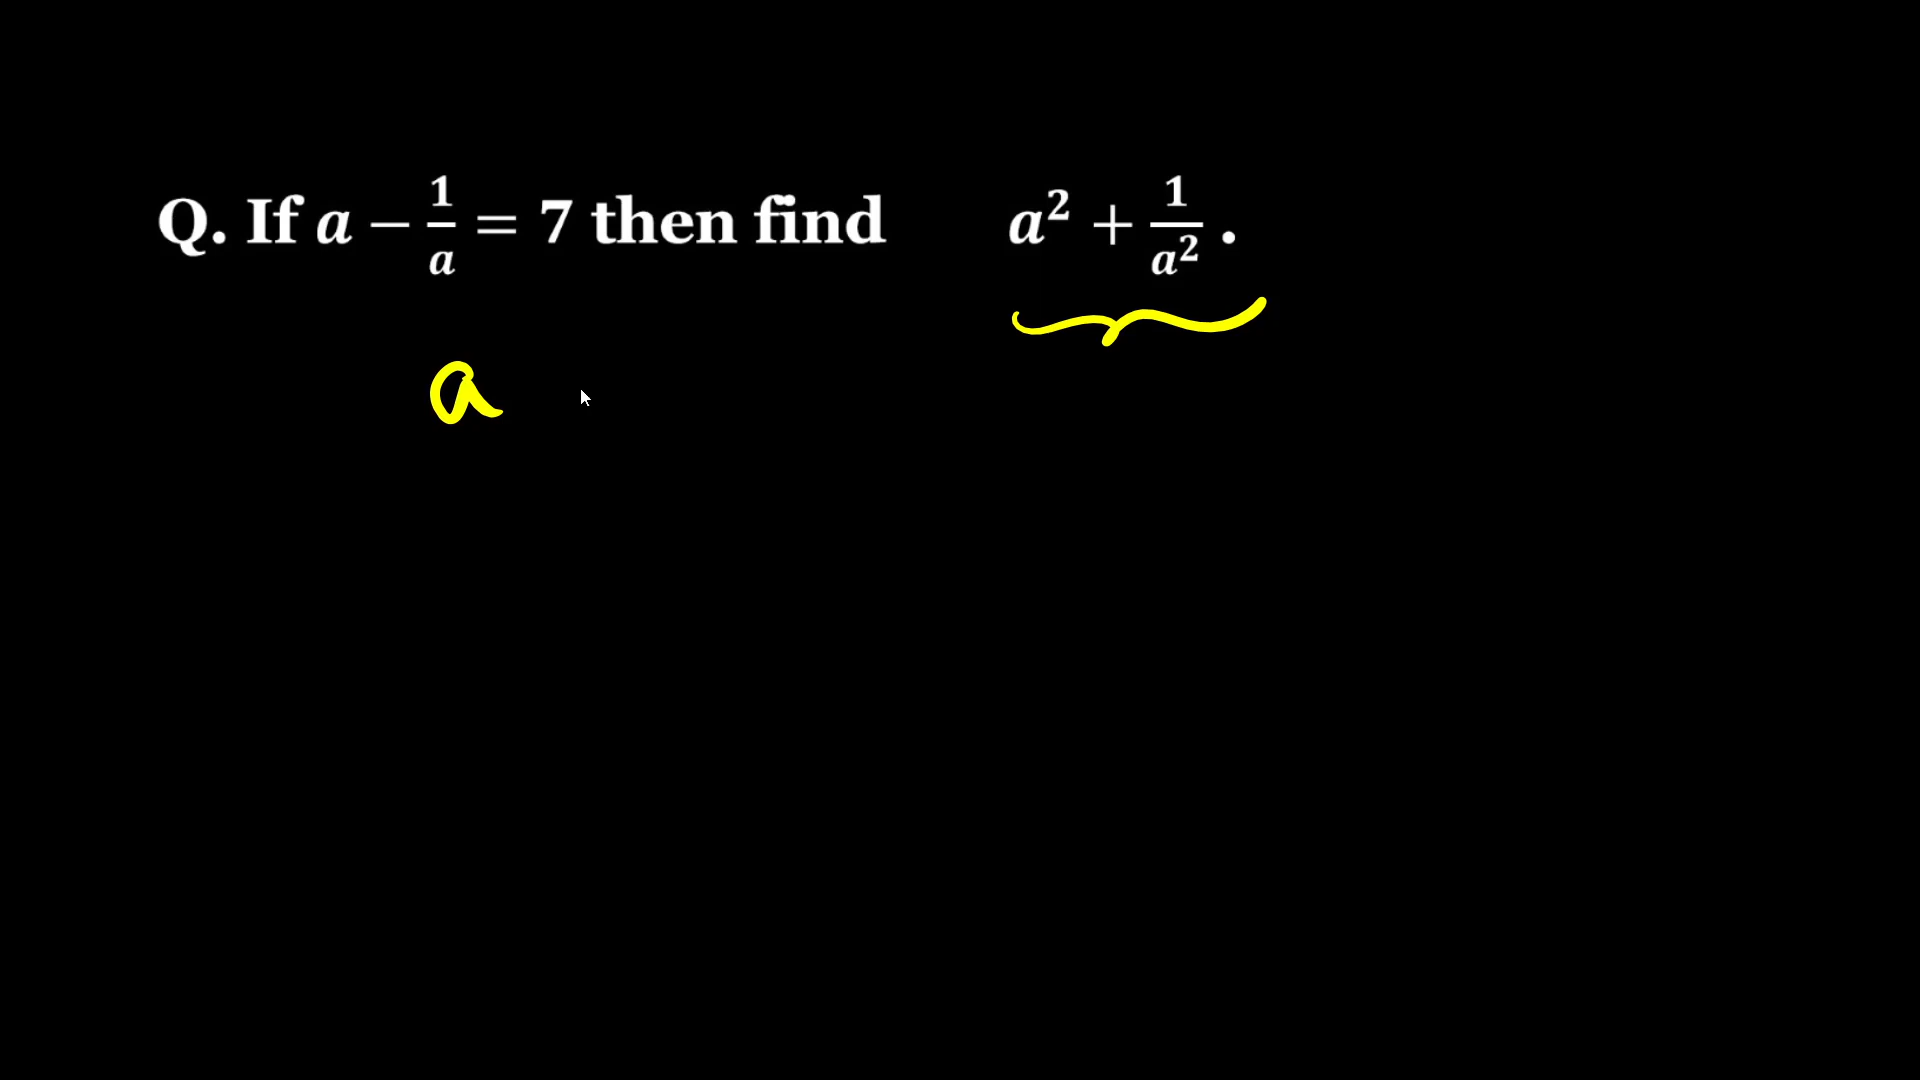 Q. If a − 1/a = 7 then find a² + 1/a² .
a